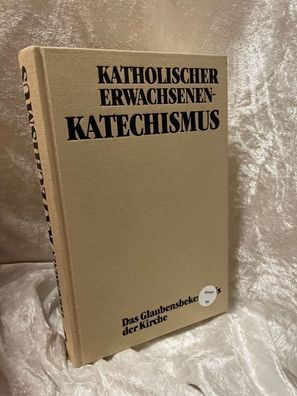 KATHOLISCHER
ERWACHSENEN-
KATECHISMUS
Das Glaubensbeke
der Kirche